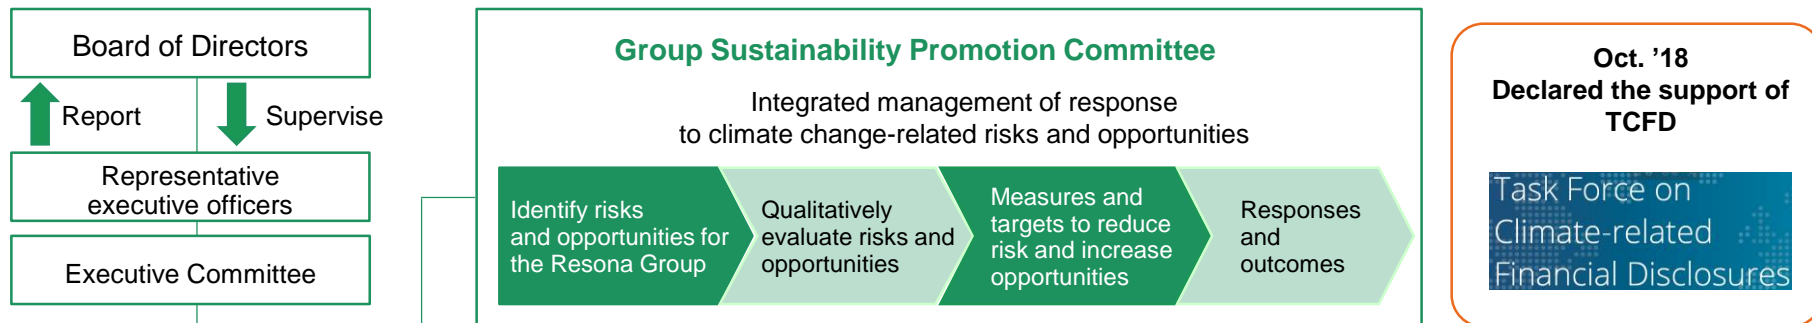 Board of Directors
Report
Supervise
Representative
executive officers
Executive Committee
Group Sustainability Promotion Committee
Integrated management of response
to climate change-related risks and opportunities
Identify risks
and opportunities for
the Resona Group
Qualitatively
evaluate risks and
opportunities
Measures and
targets to reduce
risk and increase
opportunities
Responses
and
outcomes
Oct. ’18
Declared the support of
TCFD
Task Force on
Climate-related
Financial Disclosures